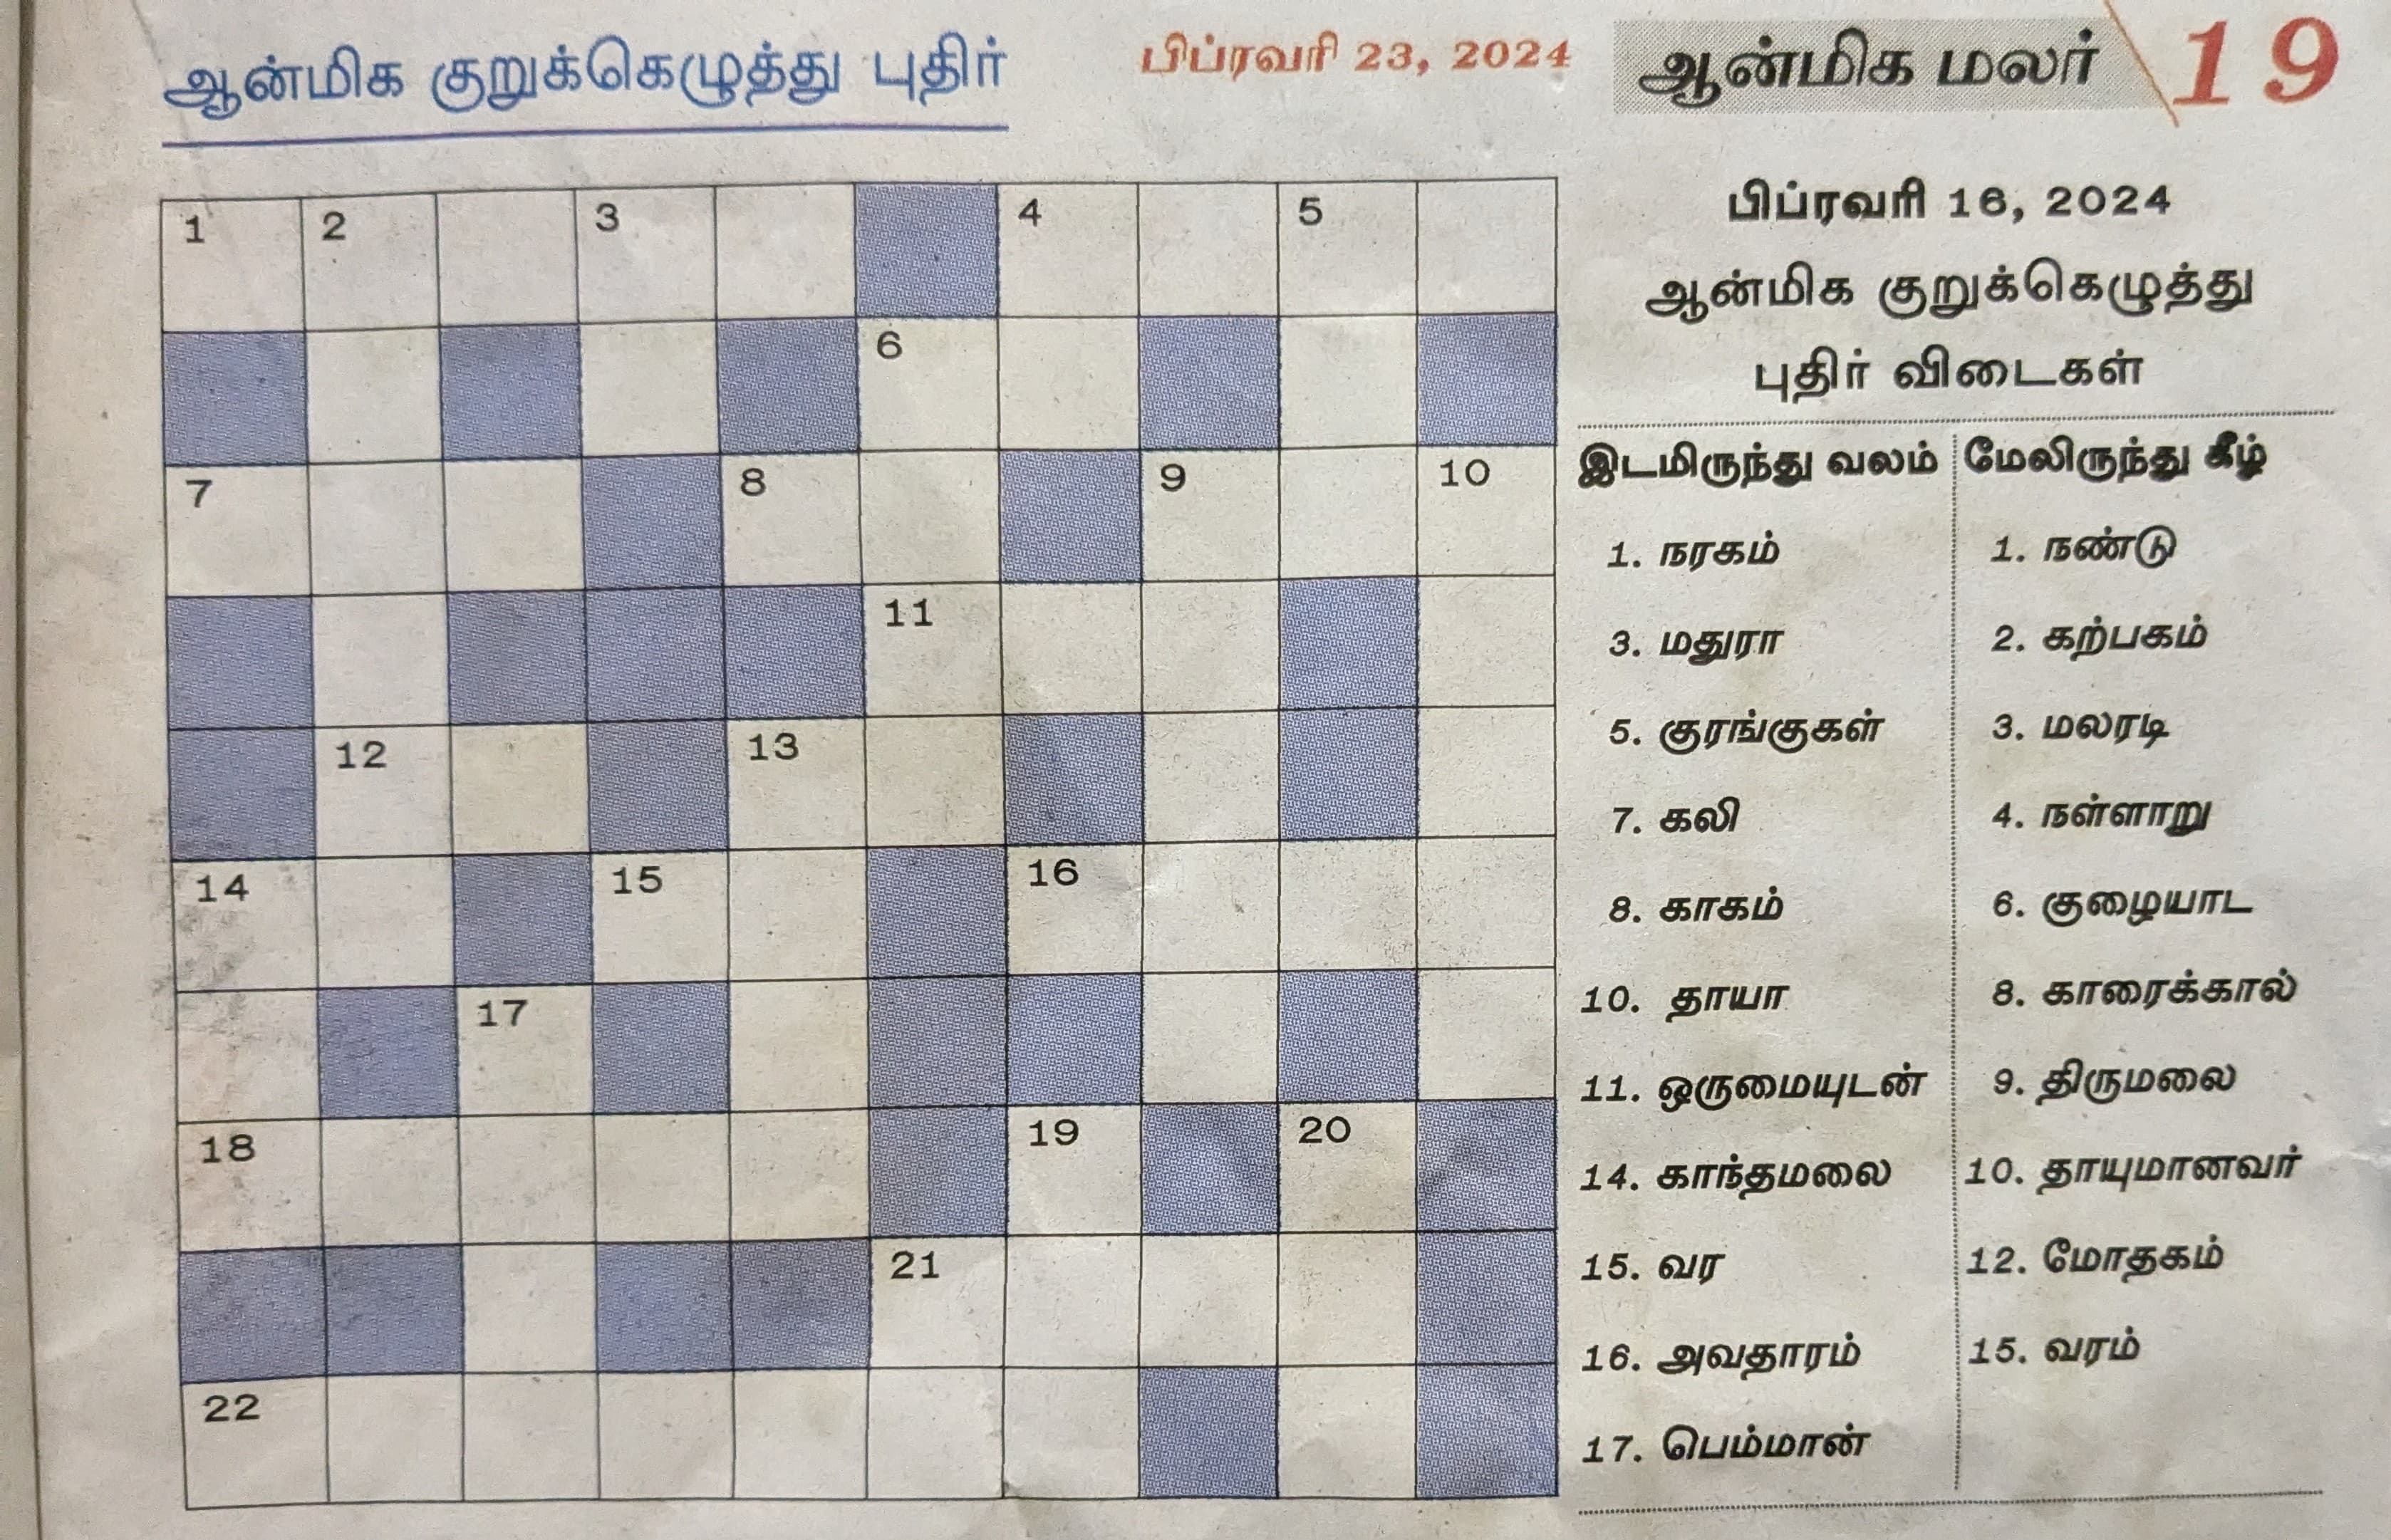 ஆன்மிக குறுக்கெழுத்து புதிர் பிப்ரவரி 23, 2024 ஆன்மிக மலர் 19
1 2 3 4 5
6
7 8 9 10
11
12 13
14 15 16
17
18 19 20
21
22
பிப்ரவரி 16, 2024
ஆன்மிக குறுக்கெழுத்து
புதிர் விடைகள்
இடமிருந்து வலம் மேலிருந்து கீழ்
1. நரகம் 1. நண்டு
3. மதுரா 2. கற்பகம்
5. குரங்குகள் 3. மலரடி
7. கலி 4. நள்ளாறு
8. காகம் 6. குழையாட
10. தாயா 8. காரைக்கால்
11. ஒருமையுடன் 9. திருமலை
14. காந்தமலை 10. தாயுமானவர்
15. வர 12. மோதகம்
16. அவதாரம் 15. வரம்
17. பெம்மான்